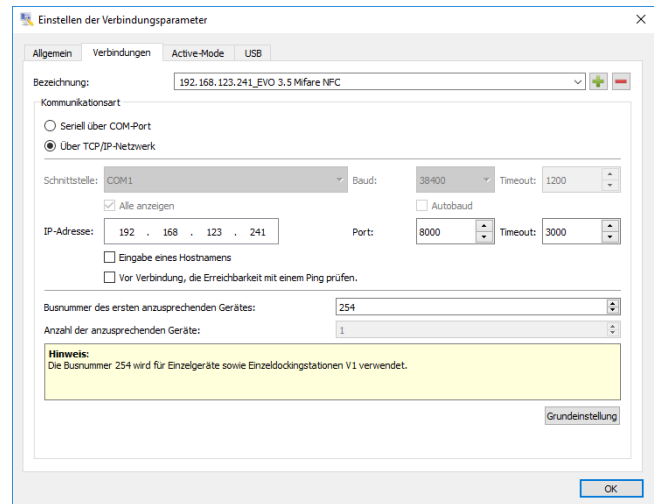 Einstellen der Verbindungsparameter
Allgemein Verbindungen Active-Mode USB
Bezeichnung: 192.168.123.241_EVO 3.5 Mifare NFC
Kommunikationsart
Seriell über COM-Port
Über TCP/IP-Netzwerk
Schnittstelle: COM1 Baud: 38400 Timeout: 1200
Alle anzeigen Autobaud
IP-Adresse: 192 . 168 . 123 . 241 Port: 8000 Timeout: 3000
Eingabe eines Hostnamens
Vor Verbindung, die Erreichbarkeit mit einem Ping prüfen.
Busnummer des ersten anzusprechenden Gerätes: 254
Anzahl der anzusprechenden Geräte: 1
Hinweis:
Die Busnummer 254 wird für Einzelgeräte sowie Einzeldockingstationen V1 verwendet.
Grundeinstellung
OK